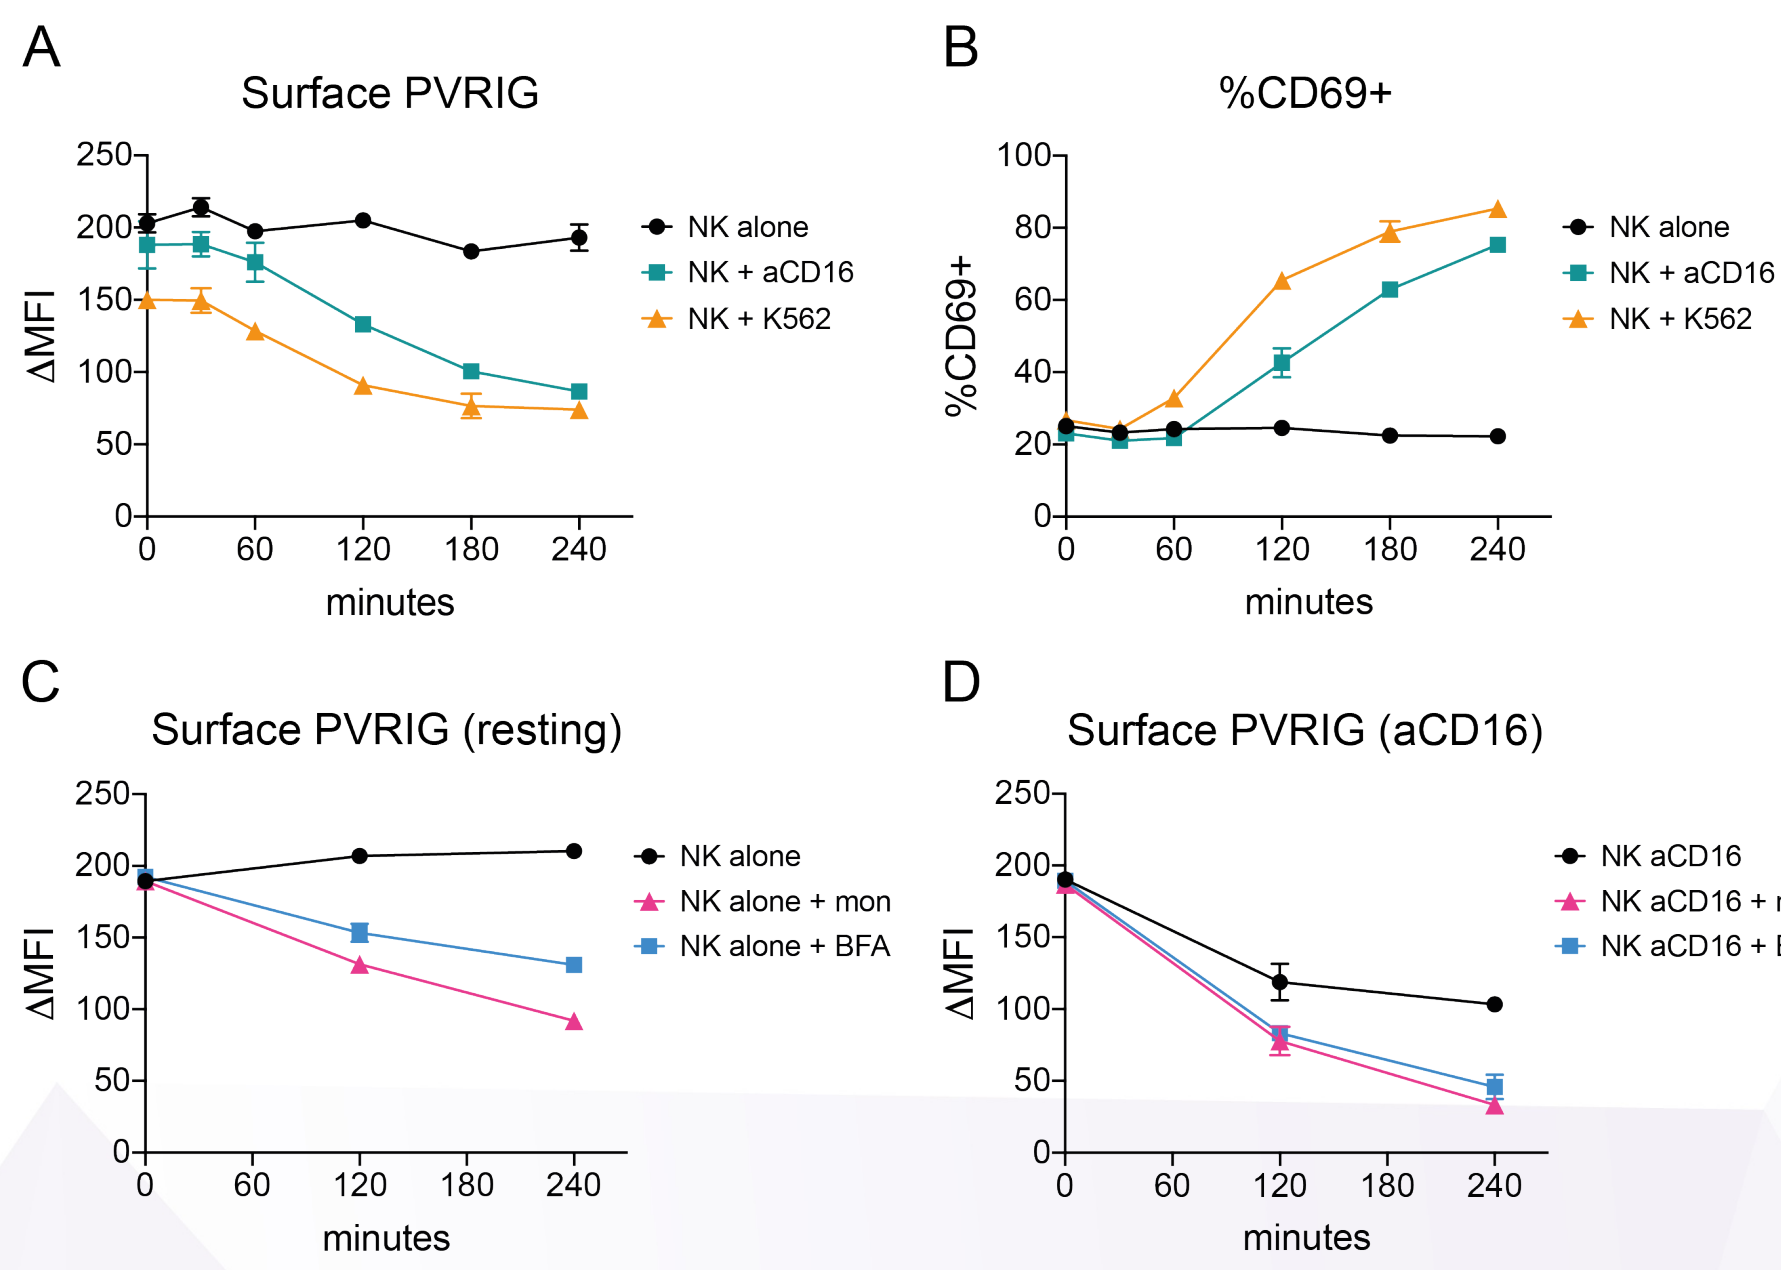 A
Surface PVRIG
250
200
150
100
50
0
ΔMFI
0 60 120 180 240
minutes
NK alone
NK + aCD16
NK + K562
B
%CD69+
100
80
60
40
20
0
%CD69+
0 60 120 180 240
minutes
NK alone
NK + aCD16
NK + K562
C
Surface PVRIG (resting)
250
200
150
100
50
0
ΔMFI
0 60 120 180 240
minutes
NK alone
NK alone + mon
NK alone + BFA
D
Surface PVRIG (aCD16)
250
200
150
100
50
0
ΔMFI
0 60 120 180 240
minutes
NK aCD16
NK aCD16 +
NK aCD16 +